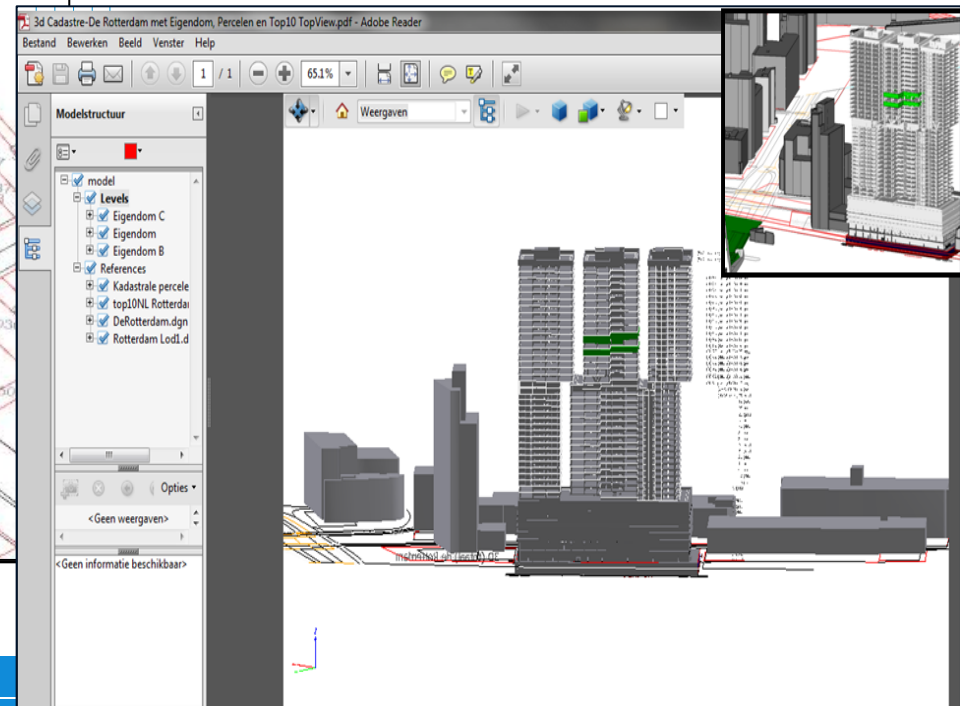 3d Cadastre-De Rotterdam met Eigendom, Percelen en Top10 TopView.pdf - Adobe Reader
Bestand Bewerken Beeld Venster Help
1 / 1 65.1%
Modelstructuur
Weergaven
model
Levels
Eigendom C
Eigendom
Eigendom B
References
Kadastrale percele
top10NL Rotterda
DeRotterdam.dgn
Rotterdam Lod1.d
Opties
<Geen weergaven>
<Geen informatie beschikbaar>